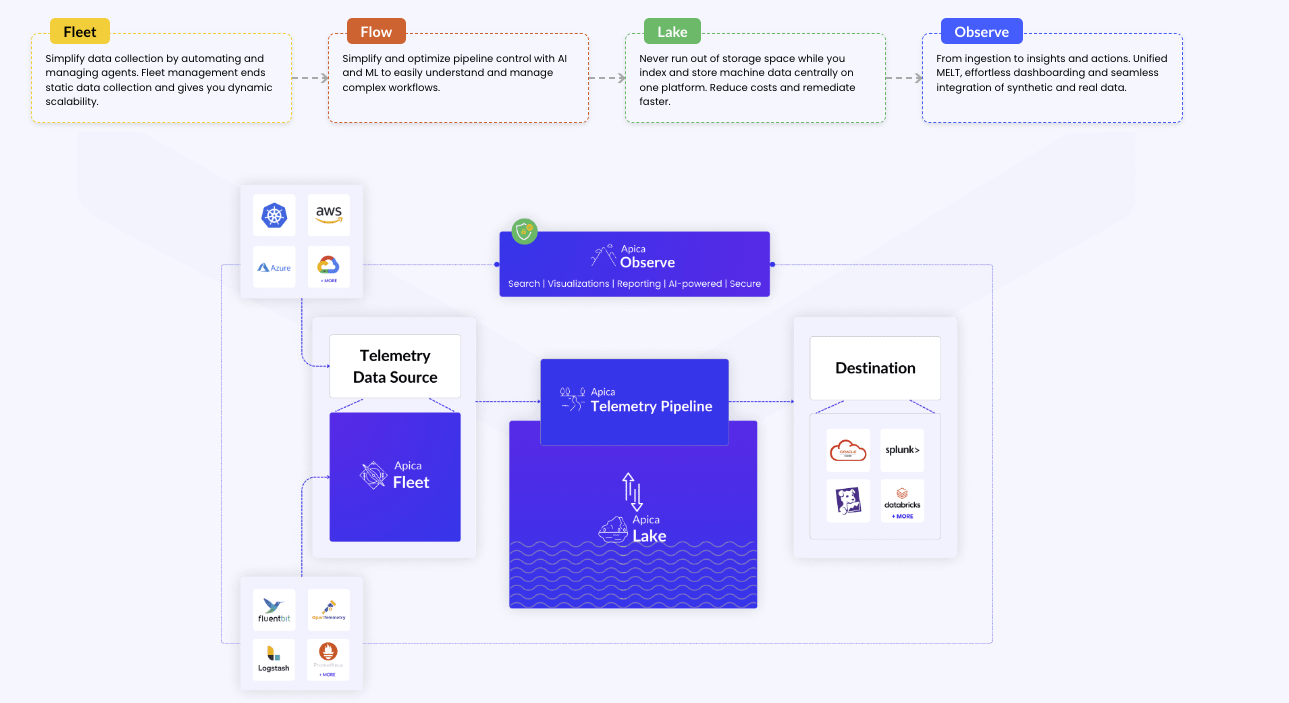 Fleet
Simplify data collection by automating and
managing agents. Fleet management ends
static data collection and gives you dynamic
scalability.
Flow
Simplify and optimize pipeline control with AI
and ML to easily understand and manage
complex workflows.
Lake
Never run out of storage space while you
index and store machine data centrally on
one platform. Reduce costs and remediate
faster.
Observe
From ingestion to insights and actions. Unified
MELT, effortless dashboarding and seamless
integration of synthetic and real data.
aws
Azure
+ MORE
Apica
Observe
Search | Visualizations | Reporting | AI-powered | Secure
Telemetry
Data Source
Apica
Fleet
Apica
Telemetry Pipeline
Apica
Lake
Destination
ORACLE
splunk>
databricks
+ MORE
fluentbit
OpenTelemetry
Logstash
Prometheus
+ MORE